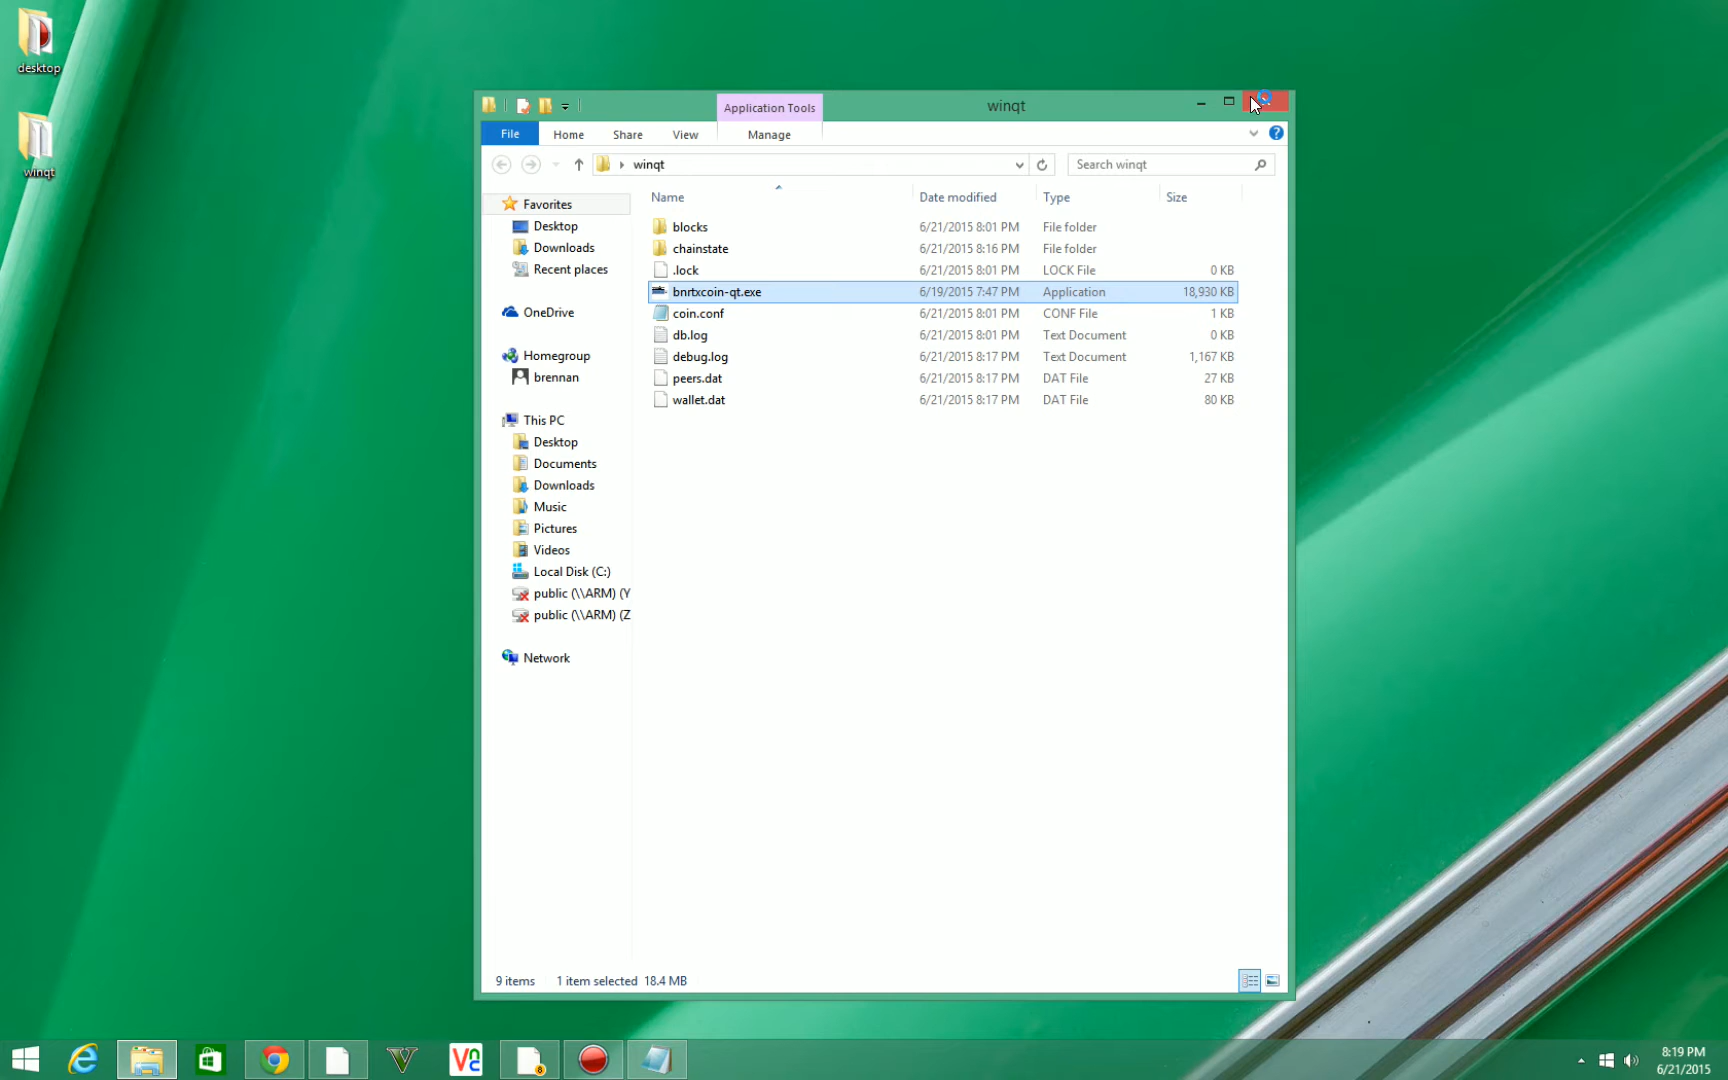 desktop
winqt
Application Tools
winqt
File
Home
Share
View
Manage
winqt
Search winqt
Name
Date modified
Type
Size
Favorites
Desktop
Downloads
Recent places
OneDrive
Homegroup
brennan
This PC
Desktop
Documents
Downloads
Music
Pictures
Videos
Local Disk (C:)
public (\\ARM) (Y
public (\\ARM) (Z
Network
blocks 6/21/2015 8:01 PM File folder
chainstate 6/21/2015 8:16 PM File folder
.lock 6/21/2015 8:01 PM LOCK File 0 KB
bnrtxcoin-qt.exe 6/19/2015 7:47 PM Application 18,930 KB
coin.conf 6/21/2015 8:01 PM CONF File 1 KB
db.log 6/21/2015 8:01 PM Text Document 0 KB
debug.log 6/21/2015 8:17 PM Text Document 1,167 KB
peers.dat 6/21/2015 8:17 PM DAT File 27 KB
wallet.dat 6/21/2015 8:17 PM DAT File 80 KB
9 items 1 item selected 18.4 MB
8:19 PM
6/21/2015